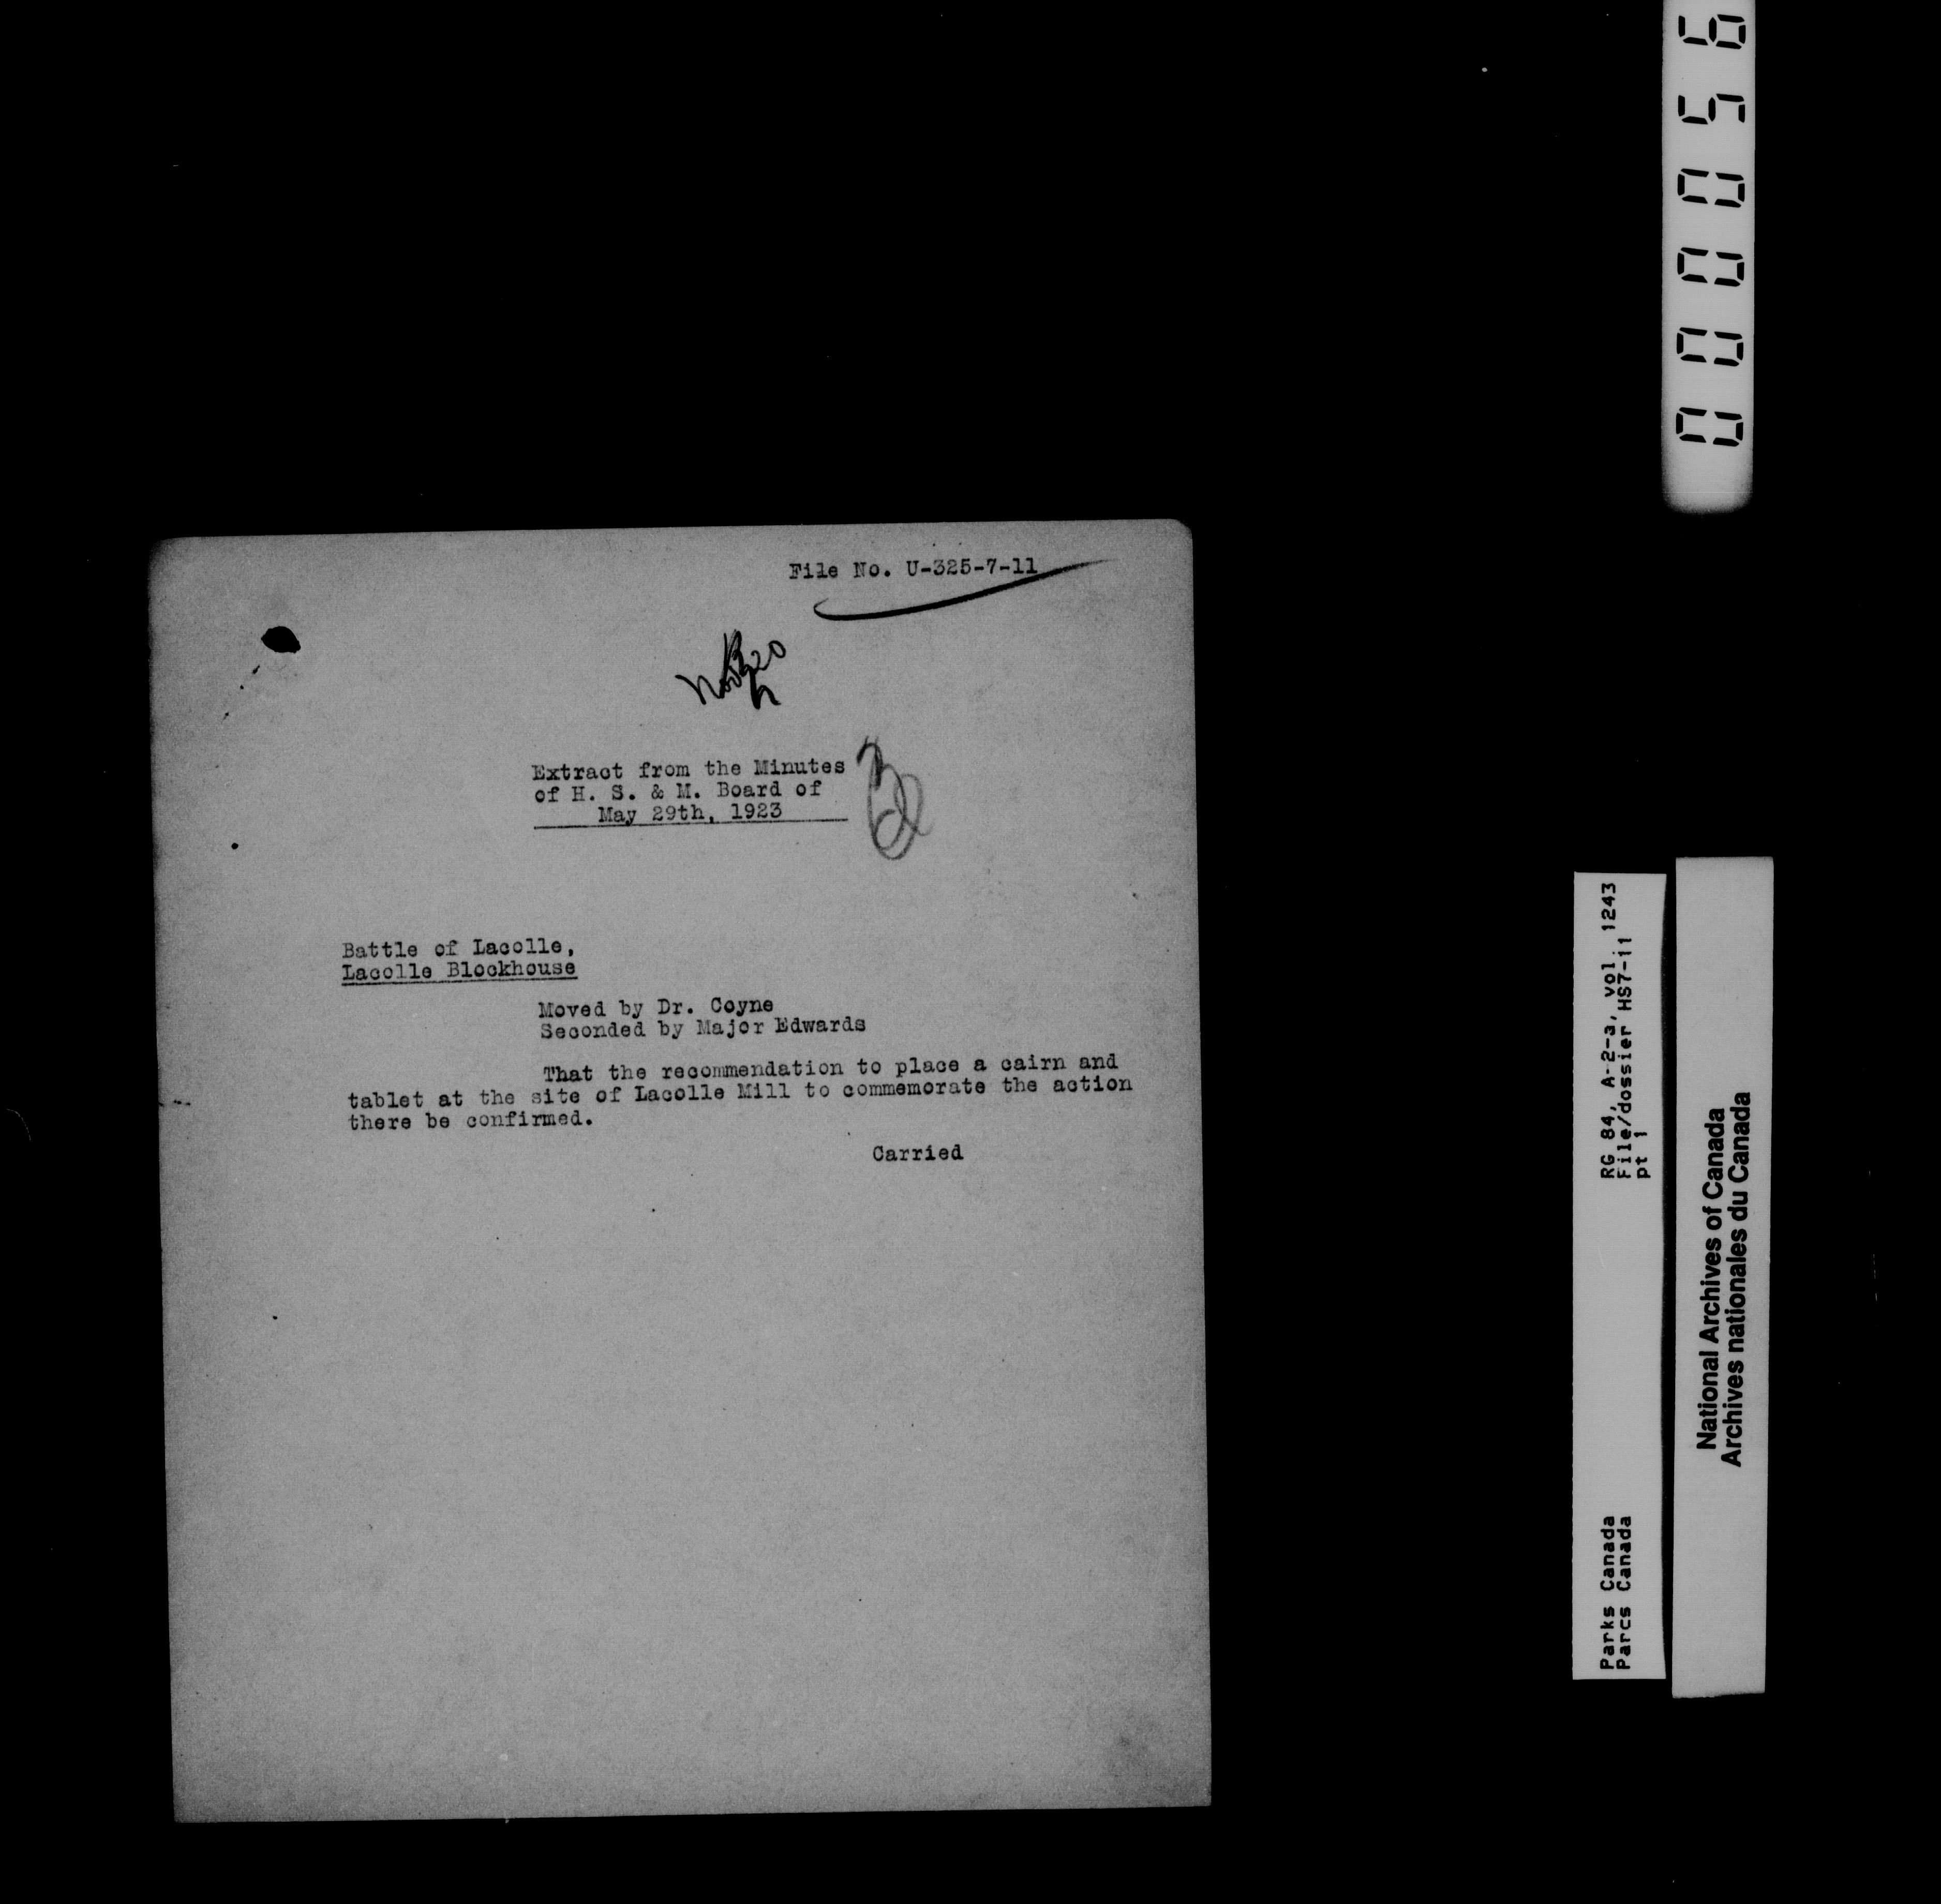 File No. U-325-7-11
Extract from the Minutes
of H. S. & M. Board of
May 29th, 1923
Battle of Lacolle,
Lacolle Blockhouse
Moved by Dr. Coyne
Seconded by Major Edwards
That the recommendation to place a cairn and
tablet at the site of Lacolle Mill to commemorate the action
there be confirmed.
Carried
000056
RG 84, A-2-a, vol. 1243
File/dossier HS7-11
pt 1
Parks Canada
Parcs Canada
National Archives of Canada
Archives nationales du Canada